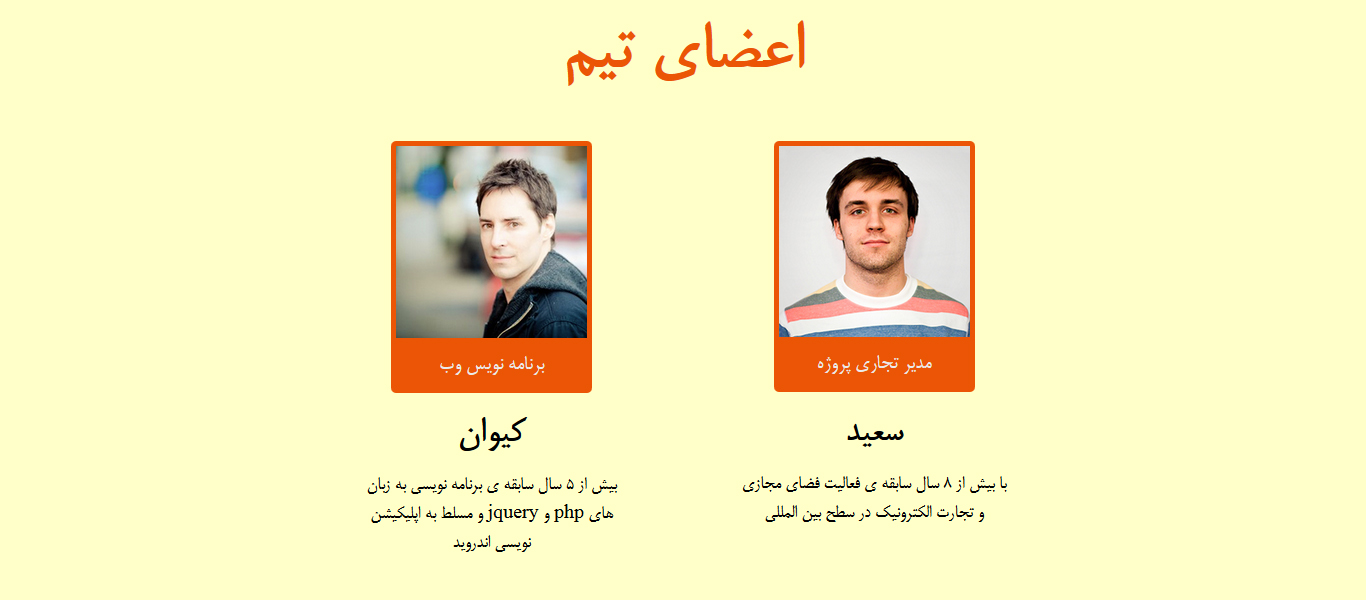 اعضای تیم
مدیر تجاری پروژه
سعید
با بیش از ۸ سال سابقه ی فعالیت فضای مجازی
و تجارت الکترونیک در سطح بین المللی
برنامه نویس وب
کیوان
بیش از ۵ سال سابقه ی برنامه نویسی به زبان
های php و jquery و مسلط به اپلیکیشن
نویسی اندروید